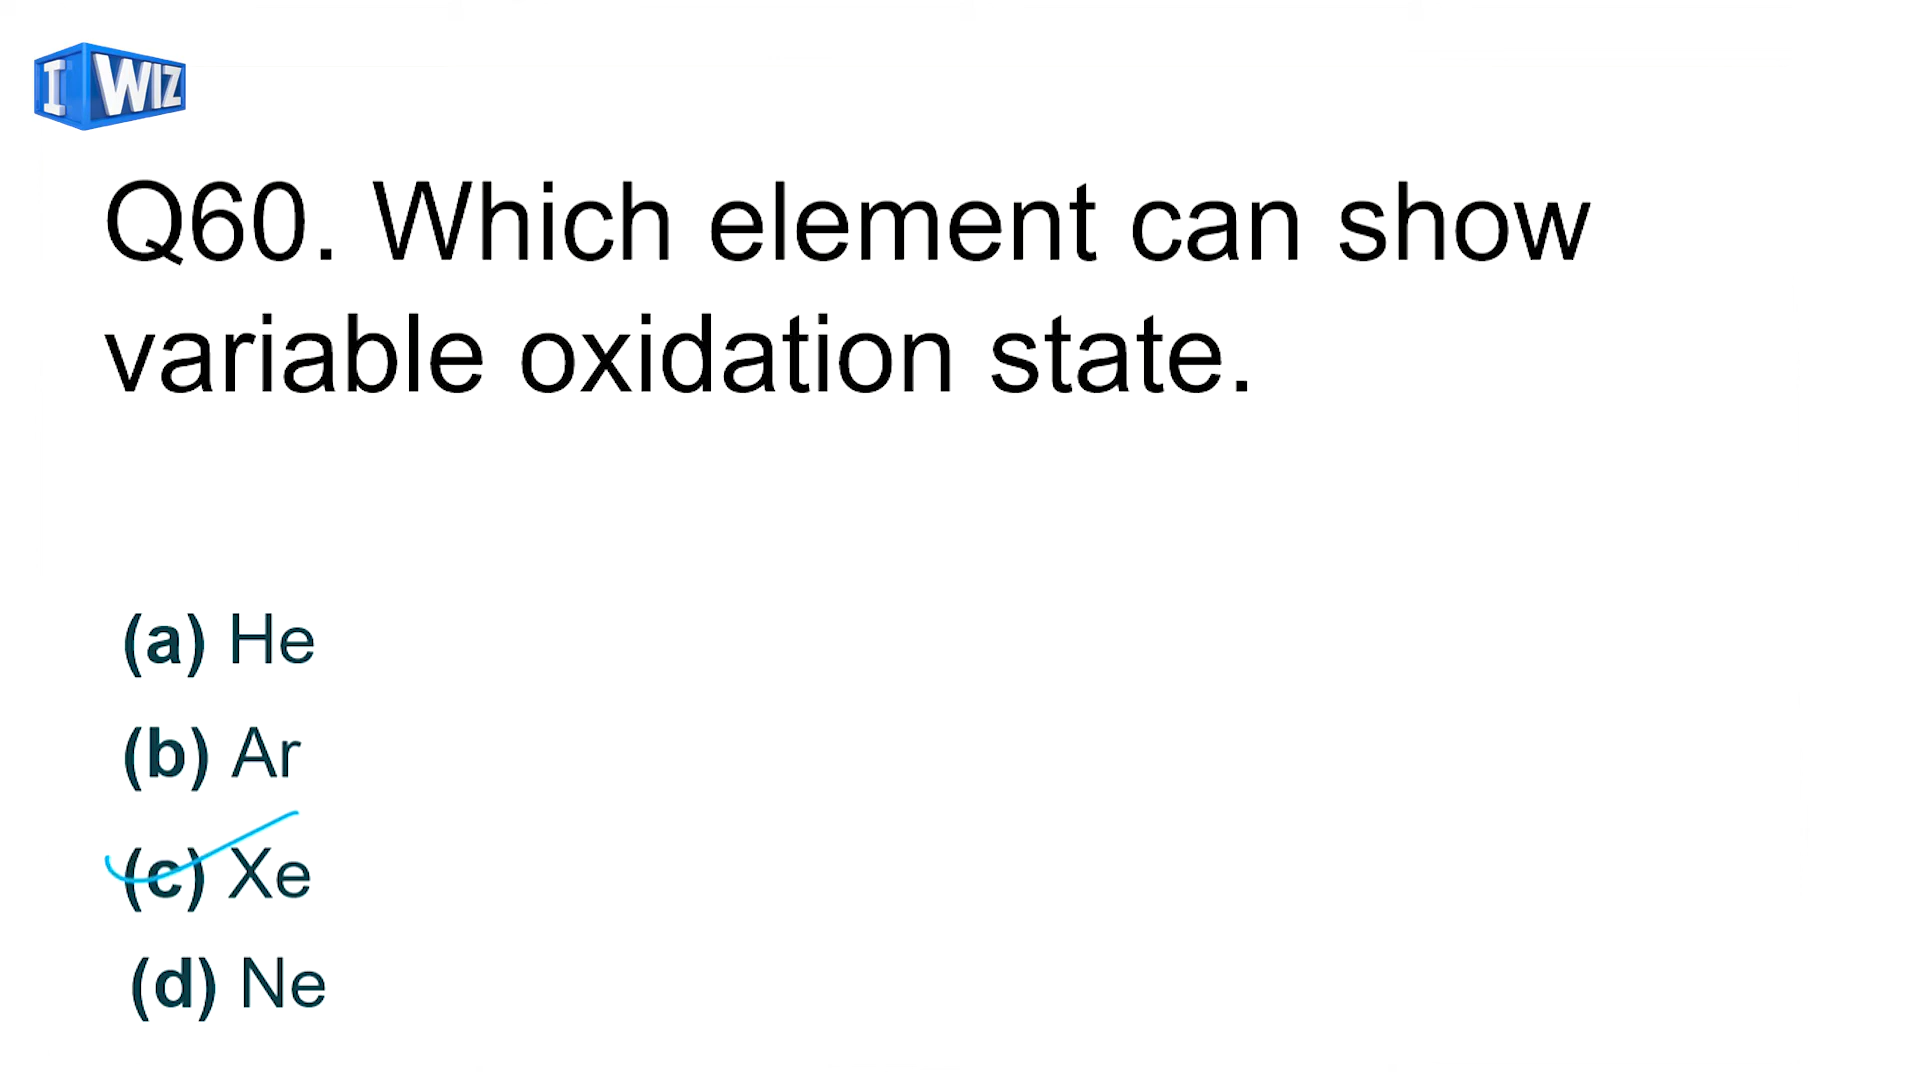 I WIZ
Q60. Which element can show
variable oxidation state.
(a) He
(b) Ar
(c) Xe
(d) Ne